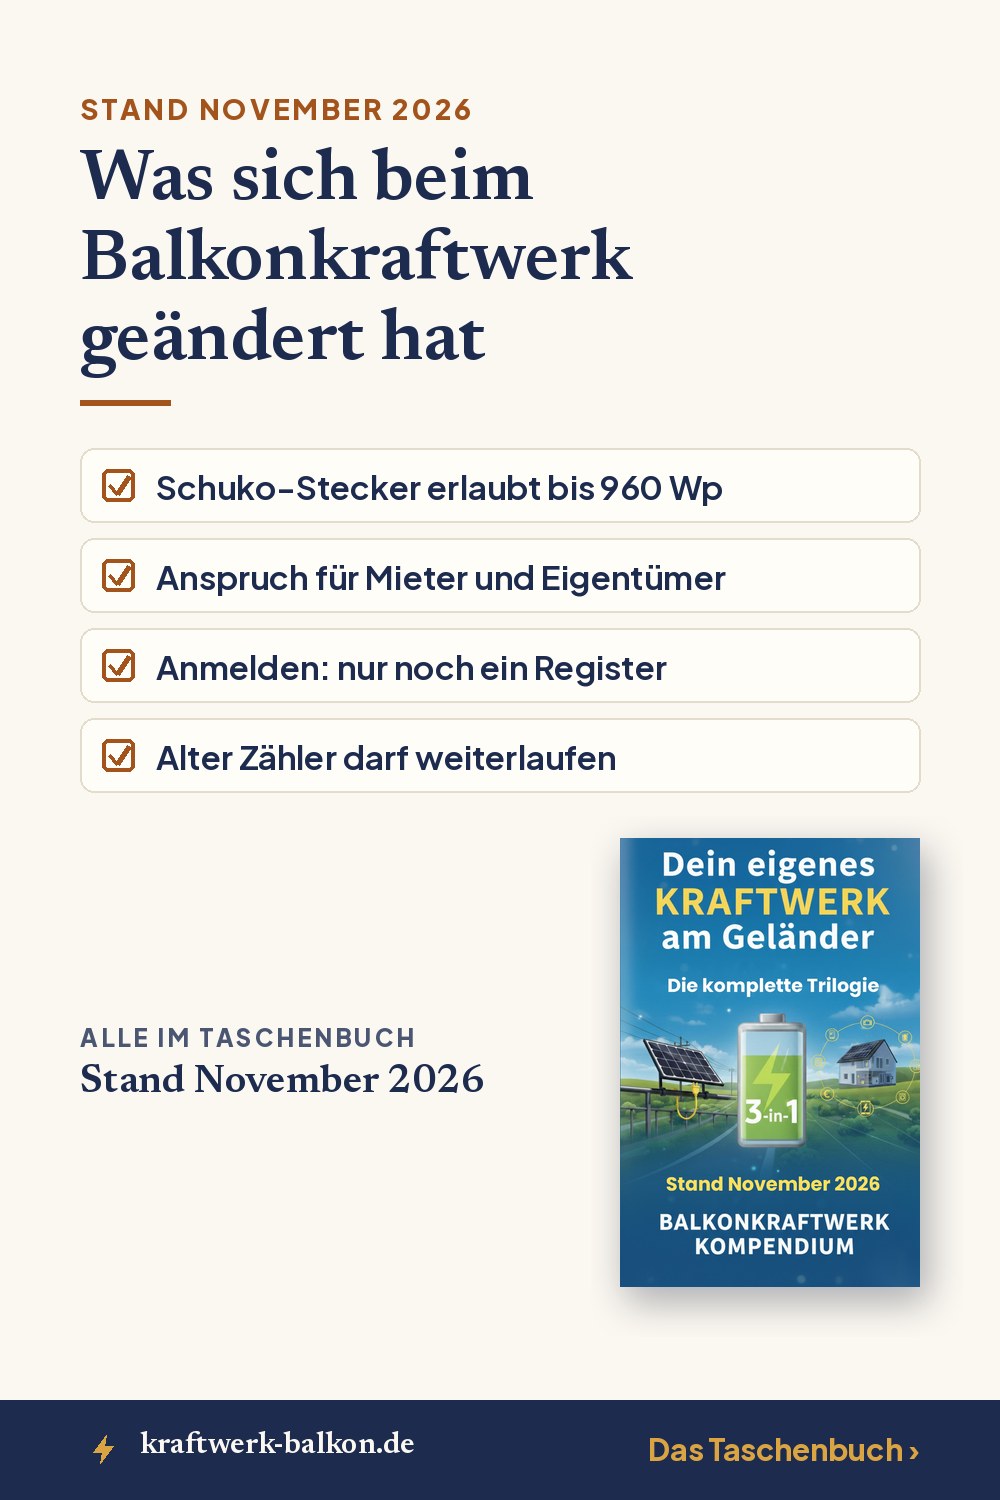 STAND NOVEMBER 2026
Was sich beim
Balkonkraftwerk
geändert hat
Schuko-Stecker erlaubt bis 960 Wp
Anspruch für Mieter und Eigentümer
Anmelden: nur noch ein Register
Alter Zähler darf weiterlaufen
ALLE IM TASCHENBUCH
Stand November 2026
Dein eigenes
KRAFTWERK
am Geländer
Die komplette Trilogie
3-in-1
Stand November 2026
BALKONKRAFTWERK
KOMPENDIUM
kraftwerk-balkon.de
Das Taschenbuch ›